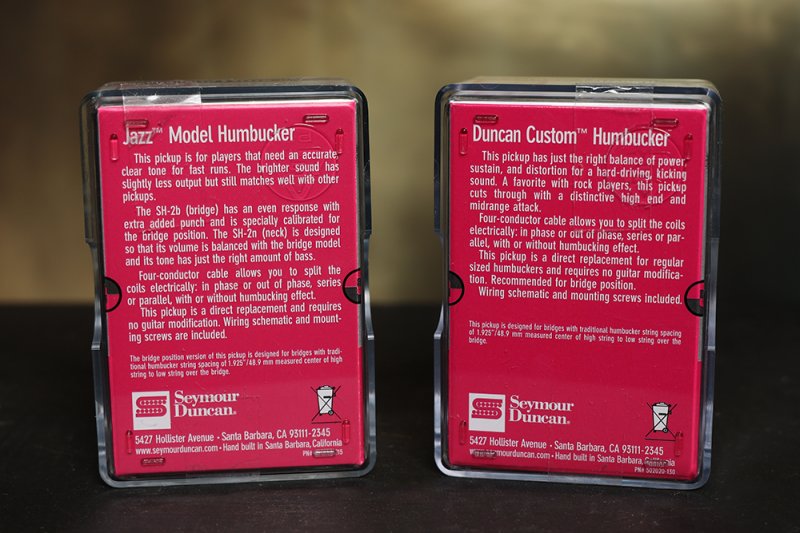 Jazz™ Model Humbucker
This pickup is for players that need an accurate,
clear tone for fast runs. The brighter sound has
slightly less output but still matches well with other
pickups.
The SH-2b (bridge) has an even response with
extra added punch and is specially calibrated for
the bridge position. The SH-2n (neck) is designed
so that its volume is balanced with the bridge model
and its tone has just the right amount of bass.
Four-conductor cable allows you to split the
coils electrically: in phase or out of phase, series
or parallel, with or without humbucking effect.
This pickup is a direct replacement and requires
no guitar modification. Wiring schematic and mount-
ing screws are included.
The bridge position version of this pickup is designed for bridges with tradi-
tional humbucker string spacing of 1.925"/48.9 mm measured center of high
string to low string over the bridge.
Seymour
Duncan®
5427 Hollister Avenue • Santa Barbara, CA 93111-2345
www.seymourduncan.com • Hand built in Santa Barbara, California
PN#
Duncan Custom™ Humbucker
This pickup has just the right balance of power,
sustain, and distortion for a hard-driving, kicking
sound. A favorite with rock players, this pickup
cuts through with a distinctive high end and
midrange attack.
Four-conductor cable allows you to split the coils
electrically: in phase or out of phase, series or par-
allel, with or without humbucking effect.
This pickup is a direct replacement for regular
sized humbuckers and requires no guitar modifica-
tion. Recommended for bridge position.
Wiring schematic and mounting screws included.
This pickup is designed for bridges with traditional humbucker string spacing
of 1.925"/48.9 mm measured center of high string to low string over the
bridge.
Seymour
Duncan®
5427 Hollister Avenue • Santa Barbara, CA 93111-2345
www.seymourduncan.com • Hand built in Santa Barbara, California
PN# 502020-130